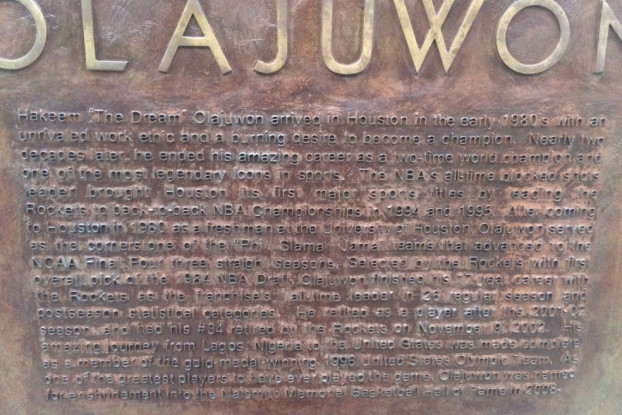 OLAJUWON
Hakeem "The Dream" Olajuwon arrived in Houston in the early 1980's with an
unrivaled work ethic and a burning desire to become a champion. Nearly two
decades later, he ended his amazing career as a two-time world champion and
one of the most legendary icons in sports. The NBA's all-time blocked shots
leader brought Houston its first major sports titles by leading the
Rockets to back-to-back NBA Championships in 1994 and 1995. After coming
to Houston in 1980 as a freshman at the University of Houston, Olajuwon served
as the cornerstone of the "Phi Slama Jama" teams that advanced to the
NCAA Final Four three straight seasons. Selected by the Rockets with first
overall pick of the 1984 NBA Draft, Olajuwon finished his 17 year career with
the Rockets as the franchise's all-time leader in 26 regular season and
postseason statistical categories. He retired as a player after the 2001-02
season, and had his #34 retired by the Rockets on November 9, 2002. His
amazing journey from Lagos, Nigeria to the United States was made complete
as a member of the gold medal-winning 1996 United States Olympic Team. As
one of the greatest players to have ever played the game, Olajuwon was named
for enshrinement into the Naismith Memorial Basketball Hall of Fame in 2008.